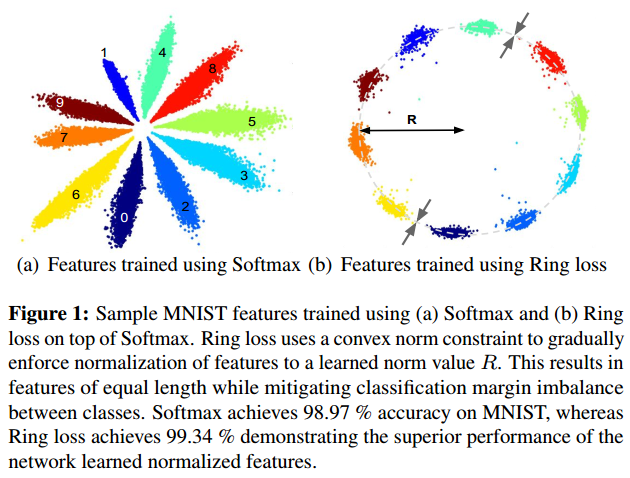 1
4
8
9
5
7
3
6
2
0
R
(a) Features trained using Softmax (b) Features trained using Ring loss
Figure 1: Sample MNIST features trained using (a) Softmax and (b) Ring
loss on top of Softmax. Ring loss uses a convex norm constraint to gradually
enforce normalization of features to a learned norm value R. This results in
features of equal length while mitigating classification margin imbalance
between classes. Softmax achieves 98.97 % accuracy on MNIST, whereas
Ring loss achieves 99.34 % demonstrating the superior performance of the
network learned normalized features.